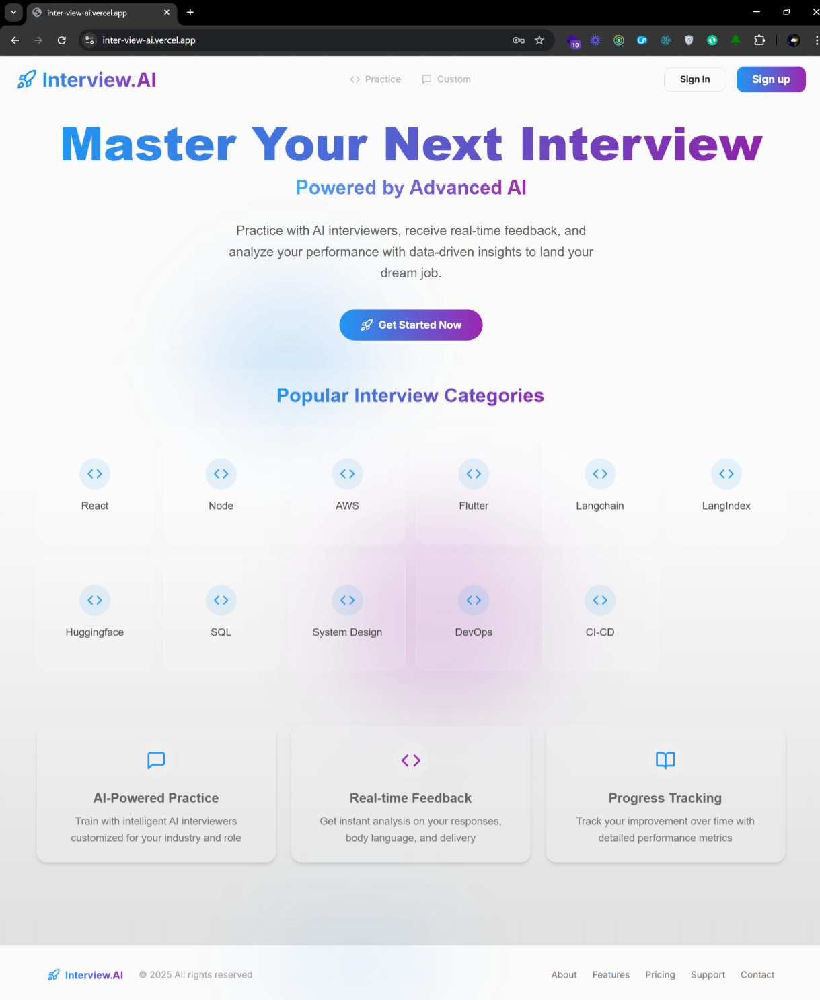 inter-view-ai.vercel.app
inter-view-ai.vercel.app
10
Interview.AI
Practice
Custom
Sign In
Sign up
Master Your Next Interview
Powered by Advanced AI
Practice with AI interviewers, receive real-time feedback, and
analyze your performance with data-driven insights to land your
dream job.
Get Started Now
Popular Interview Categories
React
Node
AWS
Flutter
Langchain
LangIndex
Huggingface
SQL
System Design
DevOps
CI-CD
AI-Powered Practice
Train with intelligent AI interviewers
customized for your industry and role
Real-time Feedback
Get instant analysis on your responses,
body language, and delivery
Progress Tracking
Track your improvement over time with
detailed performance metrics
Interview.AI
© 2025 All rights reserved
About
Features
Pricing
Support
Contact